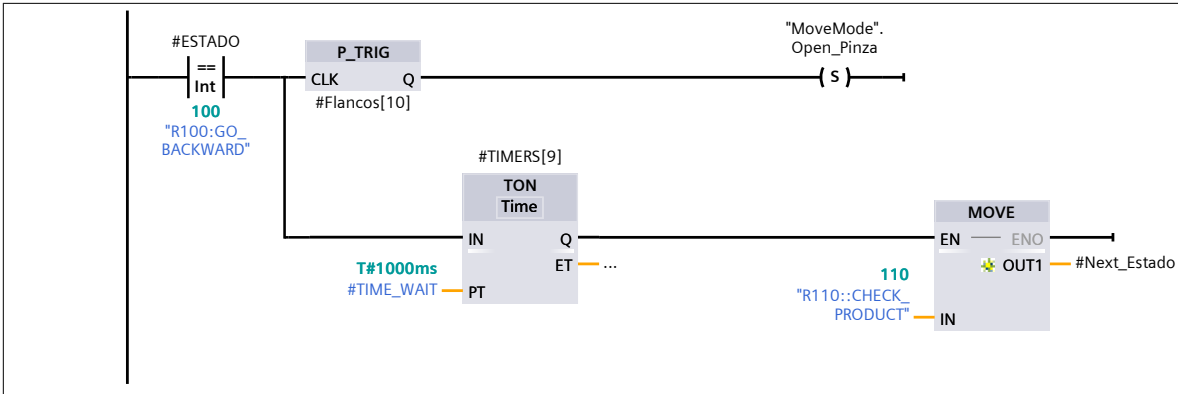 #ESTADO
==
Int
100
"R100:GO_
BACKWARD"
P_TRIG
CLK Q
#Flancos[10]
"MoveMode".
Open_Pinza
S
#TIMERS[9]
TON
Time
IN Q
ET ...
T#1000ms
#TIME_WAIT PT
MOVE
EN ENO
OUT1 #Next_Estado
110
"R110::CHECK_
PRODUCT" IN